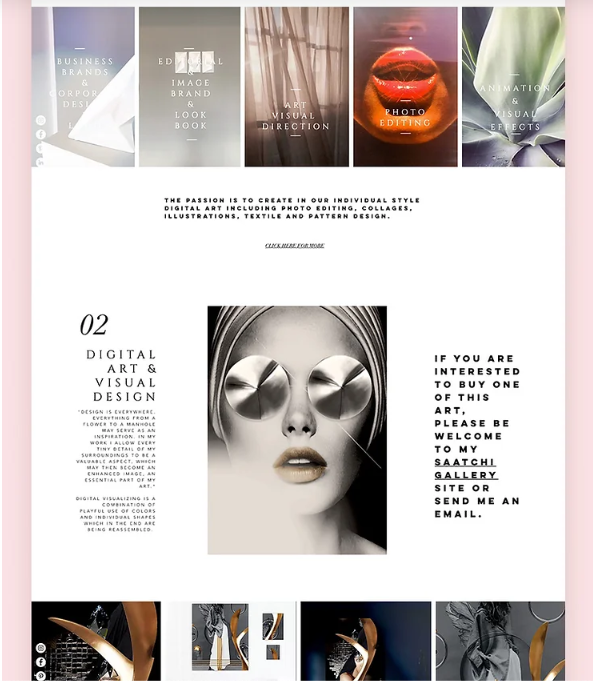 BUSINESS
BRANDS
&
IMAGE
BRAND
&
LOOK
BOOK
ART
VISUAL
DIRECTION
PHOTO
EDITING
ANIMATION
&
VISUAL
EFFECTS
THE PASSION IS TO CREATE IN OUR INDIVIDUAL STYLE
DIGITAL ART INCLUDING PHOTO EDITING, COLLAGES,
ILLUSTRATIONS, TEXTILE AND PATTERN DESIGN.
CLICK HERE FOR MORE
02
DIGITAL
ART &
VISUAL
DESIGN
"DESIGN IS EVERYWHERE.
EVERYTHING FROM A
FLOWER TO A MANHOLE
MAY SERVE AS AN
INSPIRATION. IN MY
WORK I ALLOW EVERY
TINY DETAIL OF MY
SURROUNDINGS TO BE A
VALUABLE ASPECT, WHICH
MAY THEN BECOME AN
ENHANCED IMAGE, AN
ESSENTIAL PART OF MY
ART."
DIGITAL VISUALIZING IS A
COMBINATION OF
PLAYFUL USE OF COLORS
AND INDIVIDUAL SHAPES
WHICH IN THE END ARE
BEING REASSEMBLED.
IF YOU ARE
INTERESTED
TO BUY ONE
OF THIS
ART,
PLEASE BE
WELCOME
TO MY
SAATCHI
GALLERY
SITE OR
SEND ME AN
EMAIL.